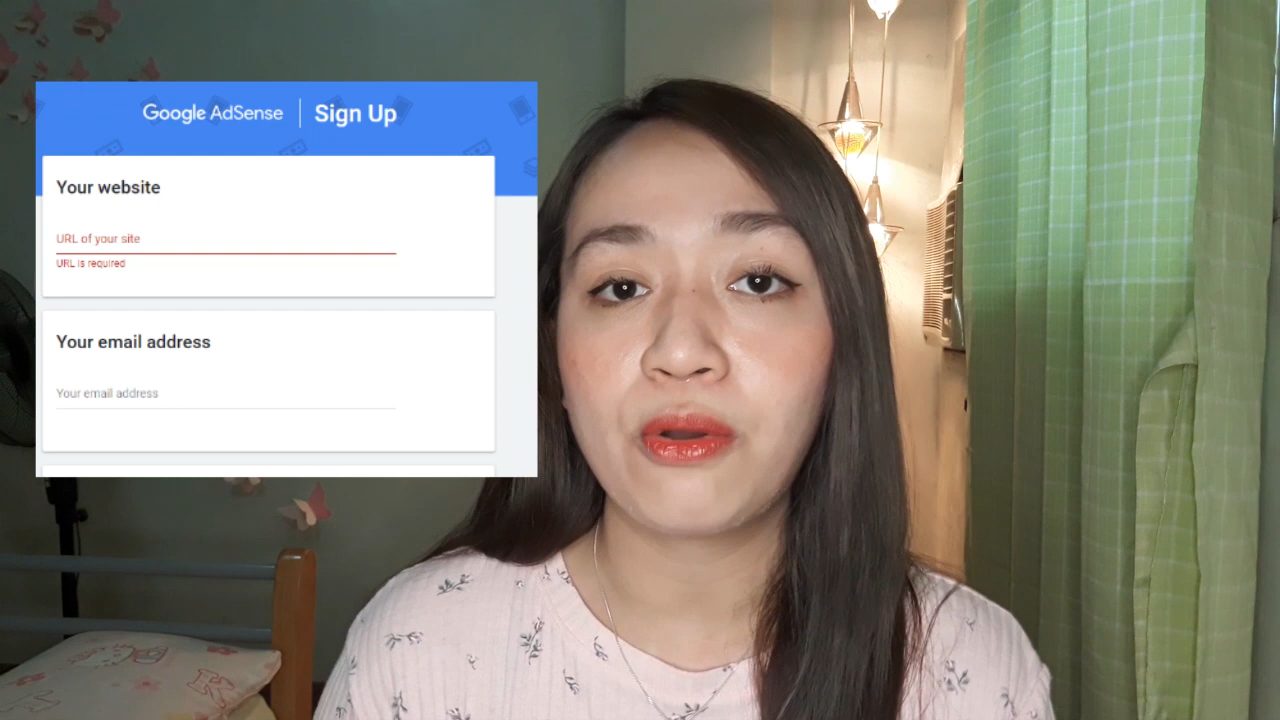 Google AdSense | Sign Up
Your website
URL of your site
URL is required
Your email address
Your email address